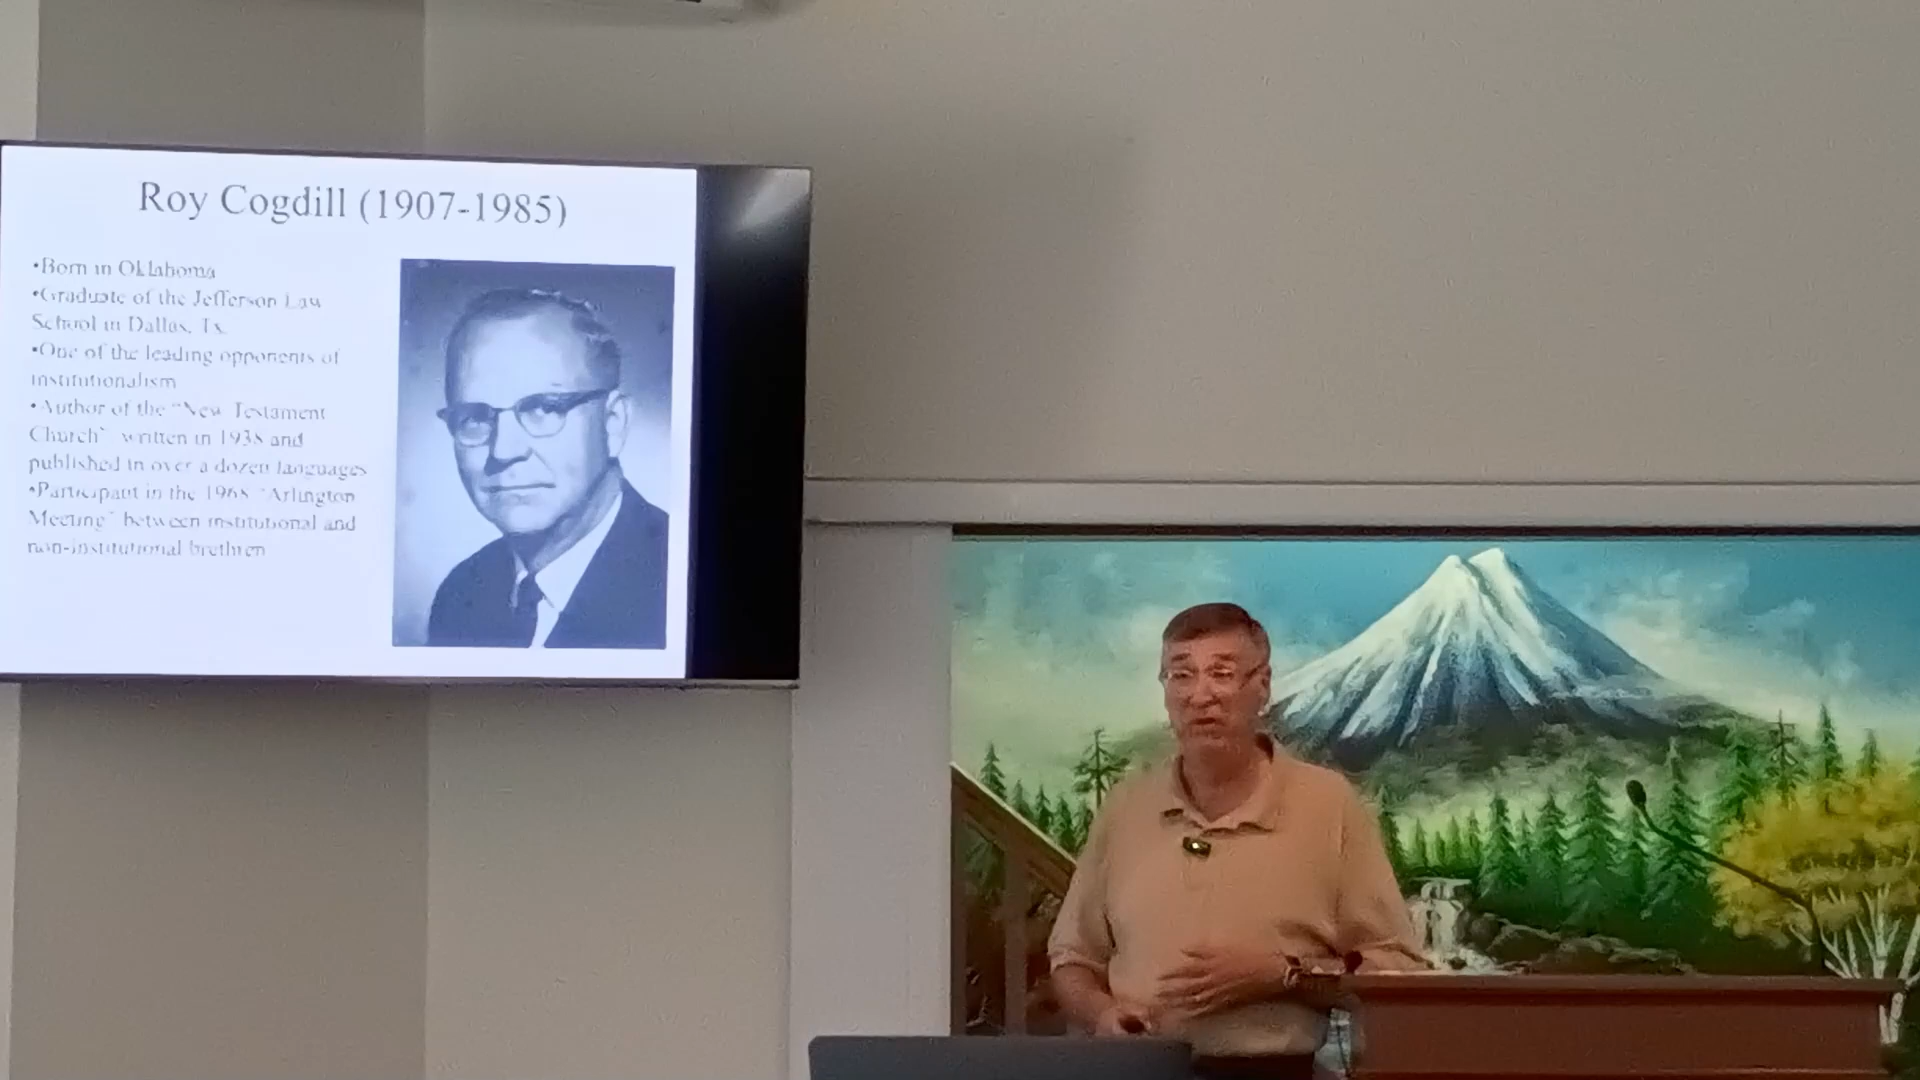 Roy Cogdill (1907-1985)
•Born in Oklahoma
•Graduate of the Jefferson Law
School in Dallas, Tx.
•One of the leading opponents of
institutionalism
•Author of the "New Testament
Church" written in 1938 and
published in over a dozen languages
•Participant in the 1968 "Arlington
Meeting" between institutional and
non-institutional brethren